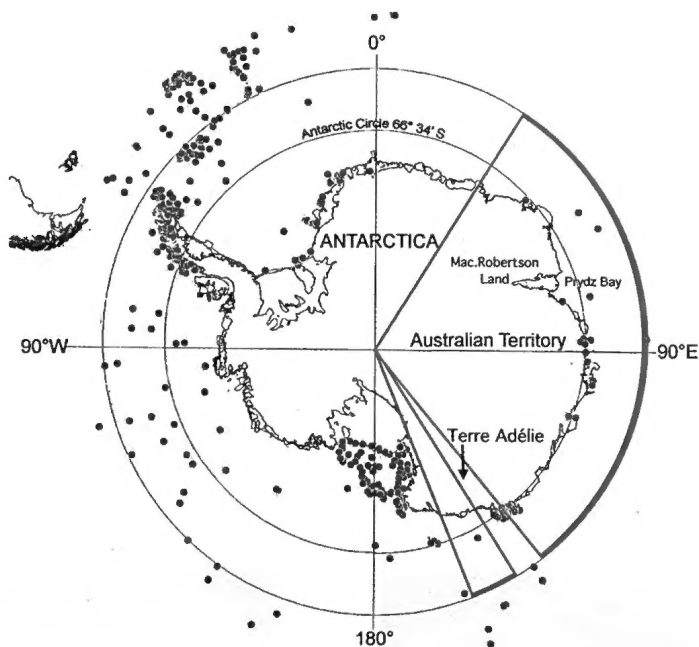 0°
Antarctic Circle 66° 34' S
ANTARCTICA
Mac.Robertson
Land
Prydz Bay
90°W
Australian Territory
90°E
Terre Adélie
180°